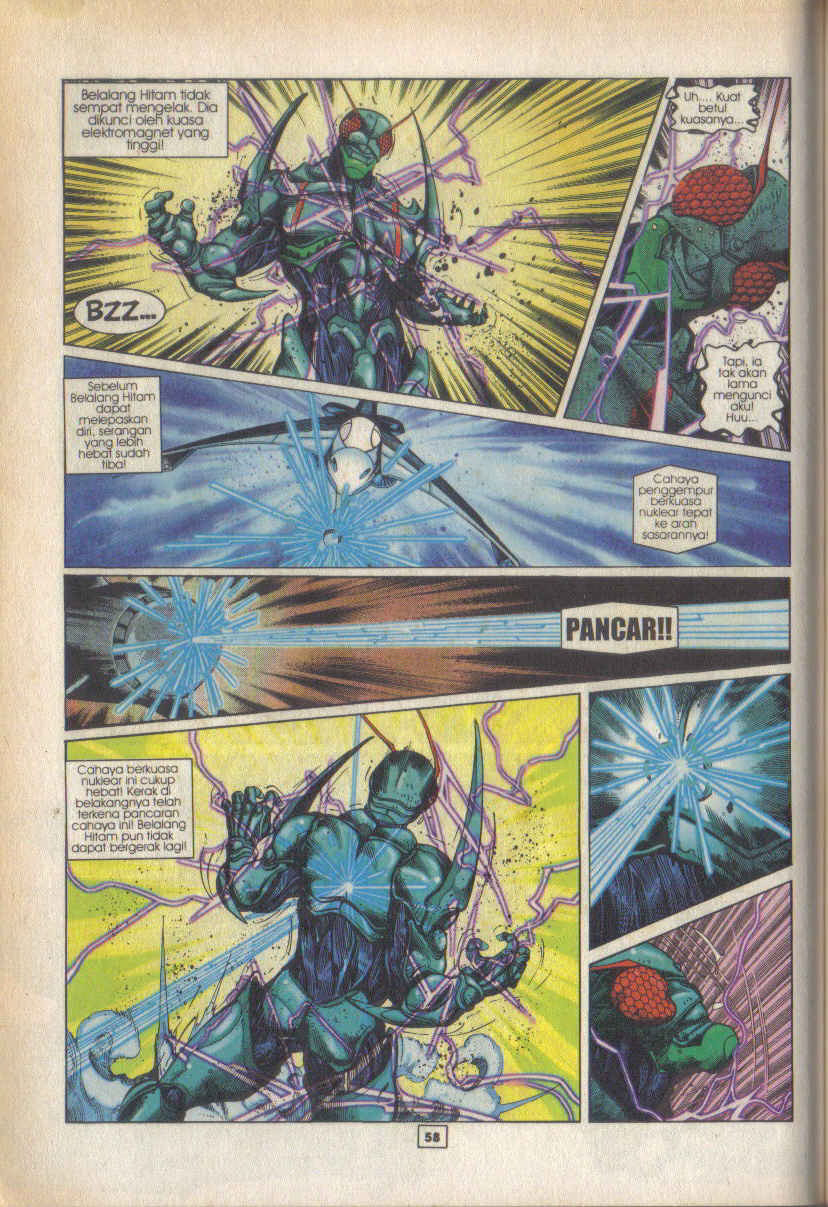 Belalang Hitam tidak
sempat mengelak. Dia
dikunci oleh kuasa
elektromagnet yang
tinggi!
BZZ...
Uh.... Kuat
betul
kuasanya...
Tapi, ia
tak akan
lama
mengunci
aku!
Huu...
Sebelum
Belalang Hitam
dapat
melepaskan
diri, serangan
yang lebih
hebat sudah
tiba!
Cahaya
penggempur
berkuasa
nuklear tepat
ke arah
sasarannya!
PANCAR!!
Cahaya berkuasa
nuklear ini cukup
hebat! Kerak di
belakangnya telah
terkena pancaran
cahaya ini! Belalang
Hitam pun tidak
dapat bergerak lagi!
58